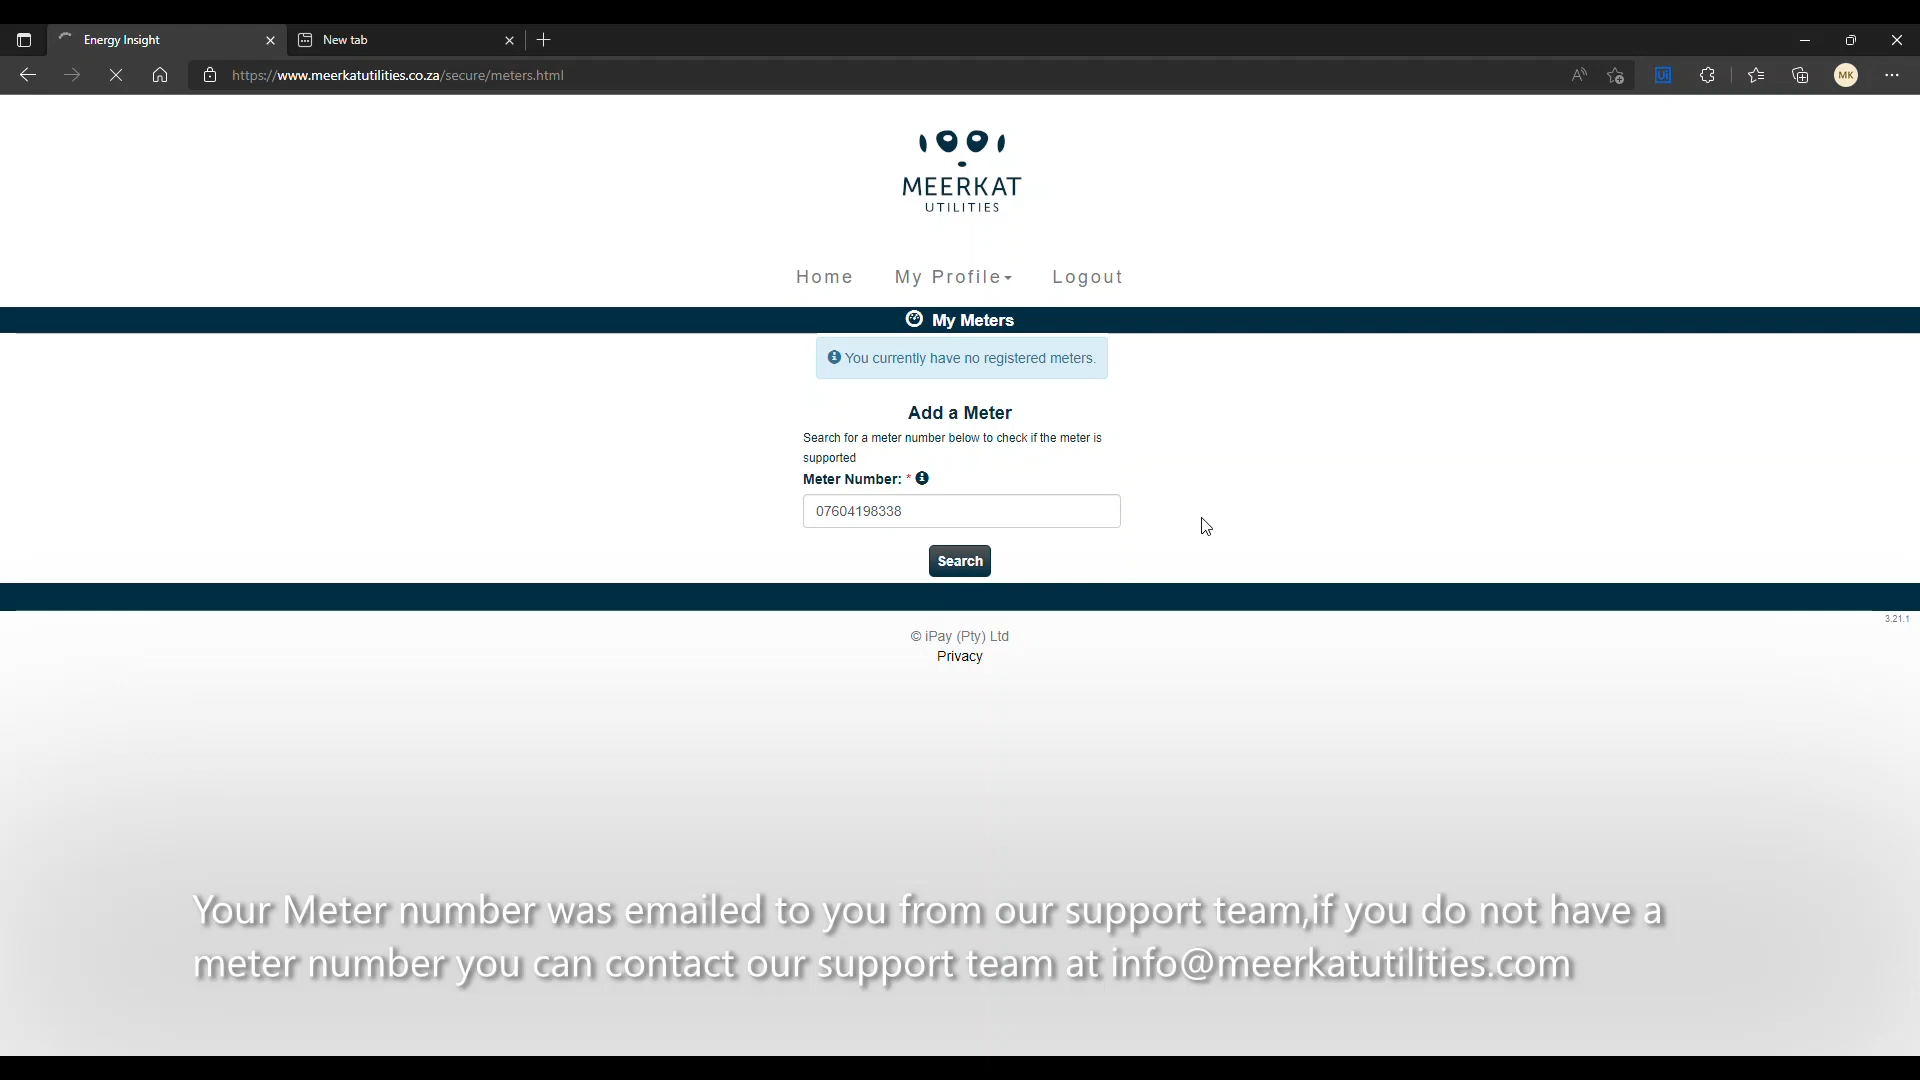 Energy Insight
New tab
https://www.meerkatutilities.co.za/secure/meters.html
MK
MEERKAT
UTILITIES
Home My Profile Logout
My Meters
You currently have no registered meters.
Add a Meter
Search for a meter number below to check if the meter is
supported
Meter Number: *
07604198338
Search
3.21.1
© iPay (Pty) Ltd
Privacy
Your Meter number was emailed to you from our support team,if you do not have a
meter number you can contact our support team at info@meerkatutilities.com